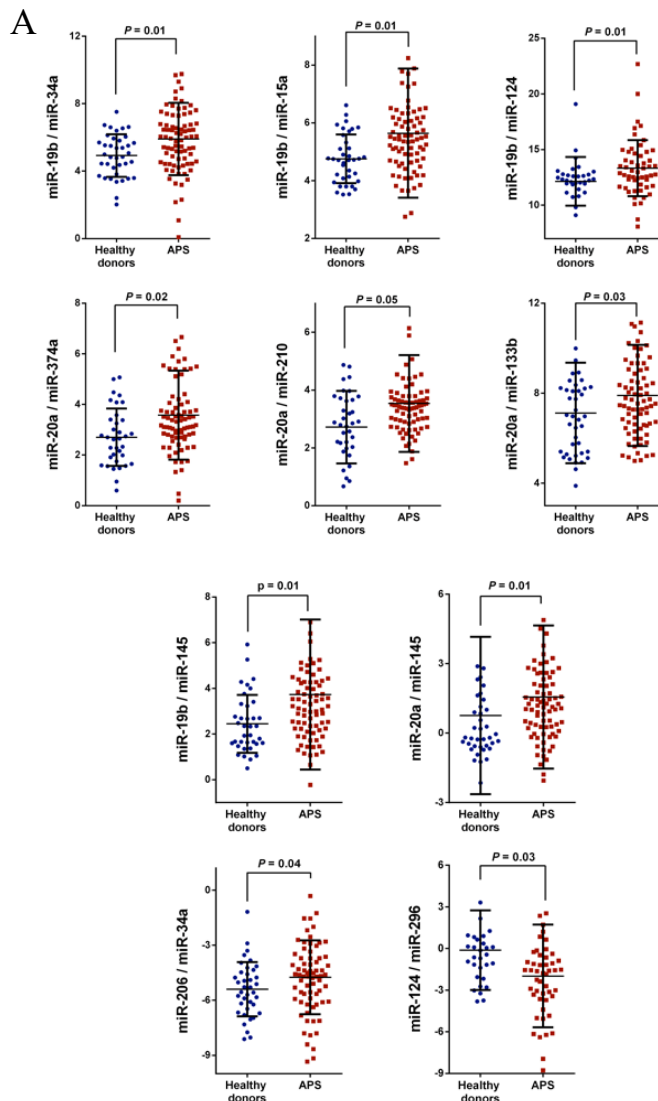 A
P = 0.01
miR-19b / miR-34a
8
6
4
2
0
Healthy
donors
APS
P = 0.01
miR-19b / miR-15a
8
6
4
2
Healthy
donors
APS
P = 0.01
miR-19b / miR-124
25
20
15
10
Healthy
donors
APS
P = 0.02
miR-20a / miR-374a
8
6
4
2
0
Healthy
donors
APS
P = 0.05
miR-20a / miR-210
6
4
2
0
Healthy
donors
APS
P = 0.03
miR-20a / miR-133b
12
8
4
Healthy
donors
APS
p = 0.01
miR-19b / miR-145
8
6
4
2
0
Healthy
donors
APS
P = 0.01
miR-20a / miR-145
6
3
0
-3
Healthy
donors
APS
P = 0.04
miR-206 / miR-34a
0
-3
-6
-9
Healthy
donors
APS
P = 0.03
miR-124 / miR-296
6
3
0
-3
-6
-9
Healthy
donors
APS